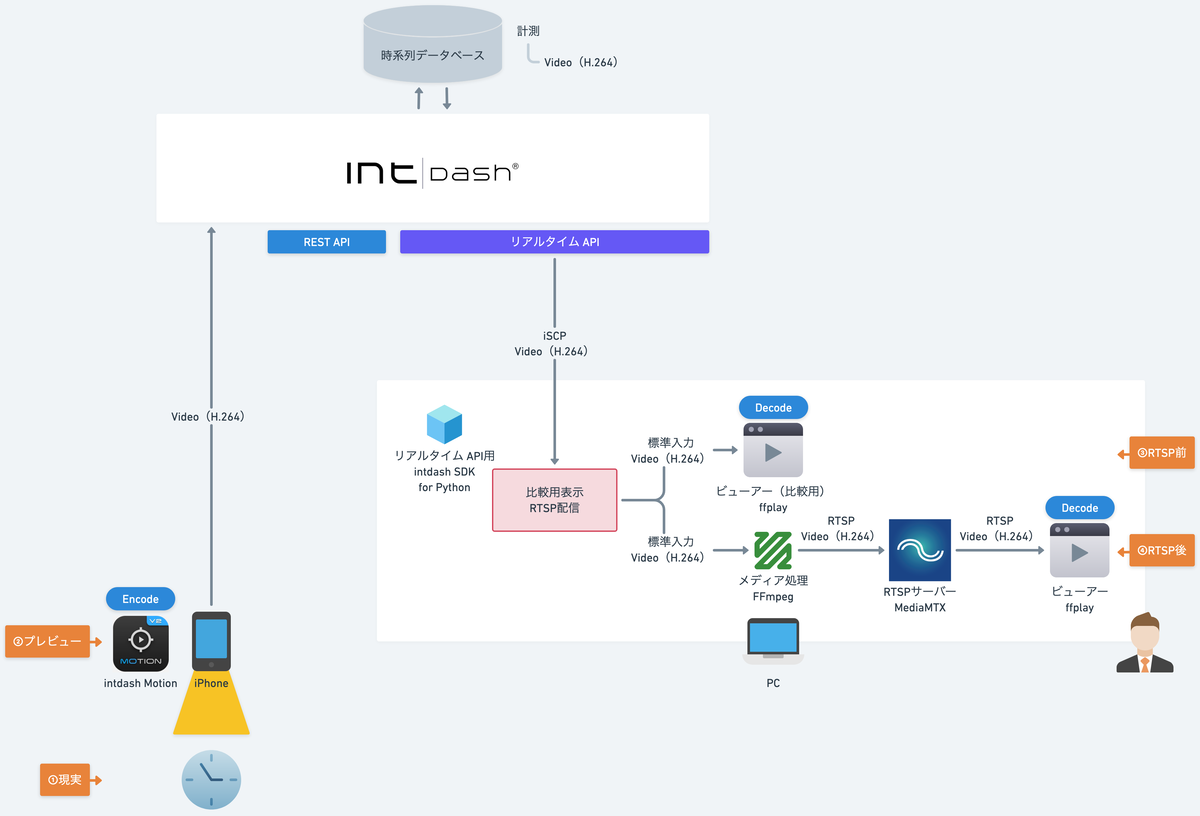 時系列データベース
計測
Video（H.264）
ınt Dash®
REST API
リアルタイム API
iSCP
Video（H.264）
Video（H.264）
リアルタイム API用
intdash SDK
for Python
比較用表示
RTSP配信
標準入力
Video（H.264）
Decode
ビューアー（比較用）
ffplay
③RTSP前
標準入力
Video（H.264）
メディア処理
FFmpeg
RTSP
Video（H.264）
RTSPサーバー
MediaMTX
RTSP
Video（H.264）
Decode
ビューアー
ffplay
④RTSP後
PC
Encode
②プレビュー
V2
MOTION
intdash Motion
iPhone
①現実